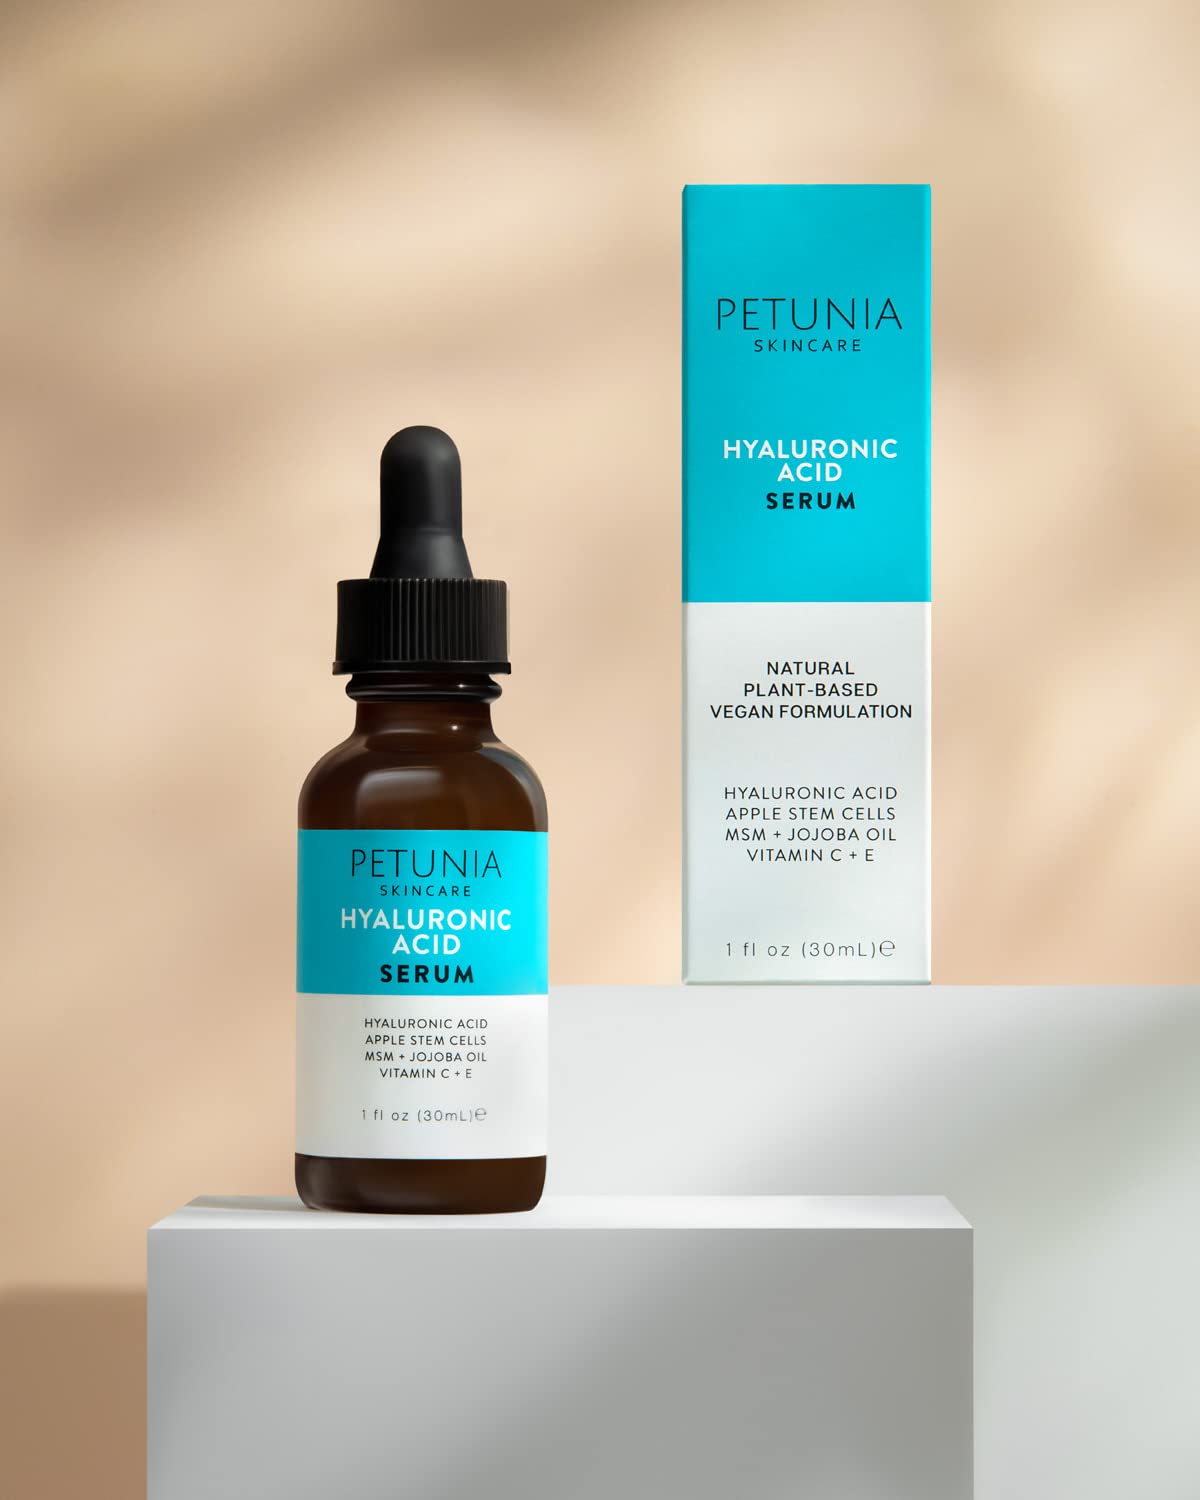 PETUNIA
SKINCARE
HYALURONIC
ACID
SERUM
NATURAL
PLANT-BASED
VEGAN FORMULATION
HYALURONIC ACID
APPLE STEM CELLS
MSM + JOJOBA OIL
VITAMIN C + E
1 fl oz (30mL)℮
PETUNIA
SKINCARE
HYALURONIC
ACID
SERUM
HYALURONIC ACID
APPLE STEM CELLS
MSM + JOJOBA OIL
VITAMIN C + E
1 fl oz (30mL)℮